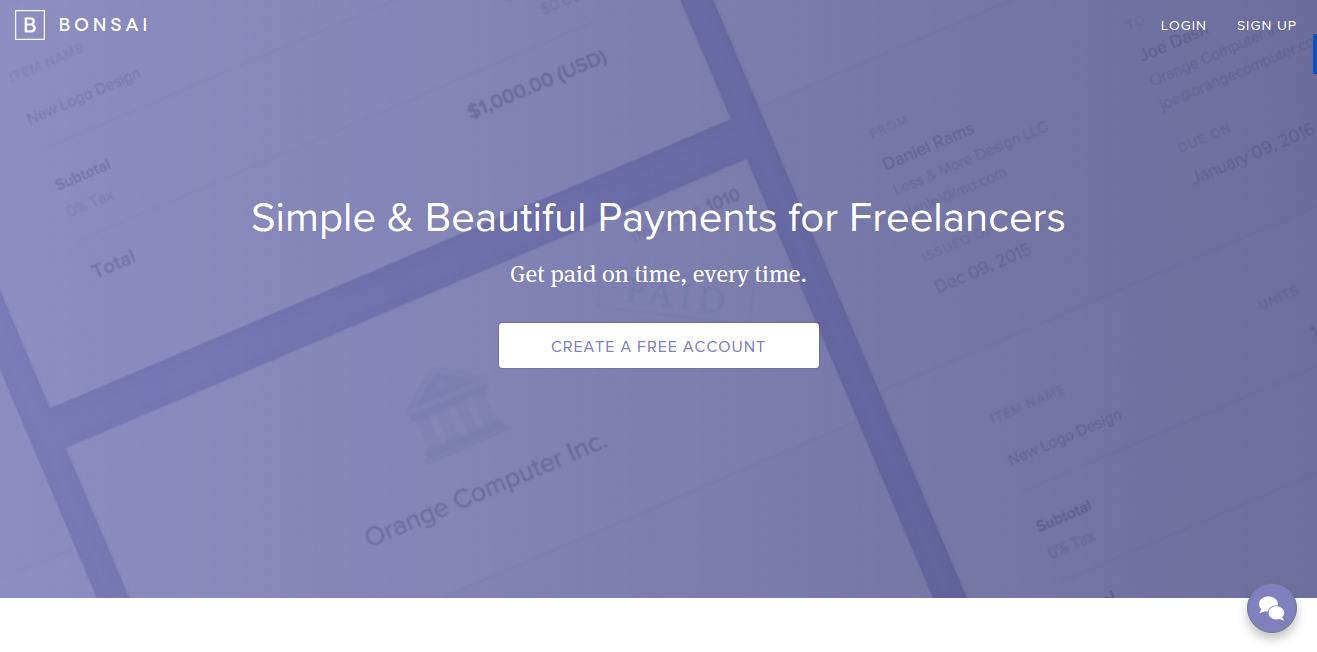 B BONSAI
LOGIN
SIGN UP
ITEM NAME
New Logo Design
$1,000.00 (USD)
Subtotal
0% Tax
Total
TO
Joe Dash
Orange Computer
joe@orangecomputer.co
FROM
Daniel Rams
Less & More Design LLC
DUE ON
January 09, 2016
1010
Simple & Beautiful Payments for Freelancers
Dec 09, 2015
Get paid on time, every time.
PAID
UNITS
CREATE A FREE ACCOUNT
Orange Computer Inc.
ITEM NAME
New Logo Design
Subtotal
0% Tax